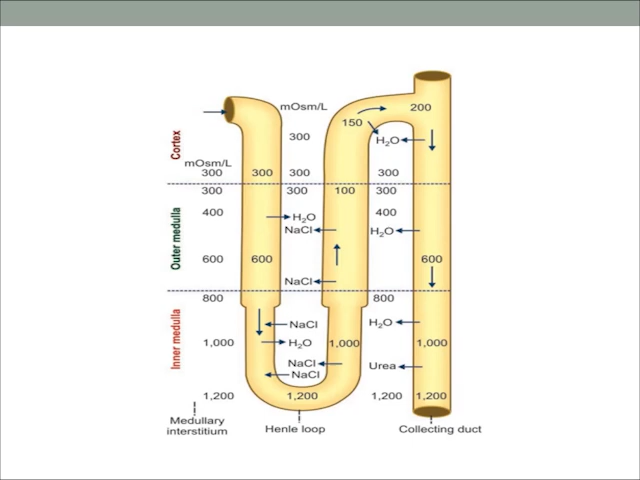 mOsm/L
200
150
300
H2O
Cortex
mOsm/L
300 300 300 300
300 300 100 300
400 H2O 400
NaCl H2O
Outer medulla
600 600 600
NaCl
800 800
NaCl H2O
Inner medulla
1,000 H2O 1,000 1,000
NaCl Urea
NaCl
1,200 1,200 1,200 1,200
Medullary
interstitium
Henle loop
Collecting duct